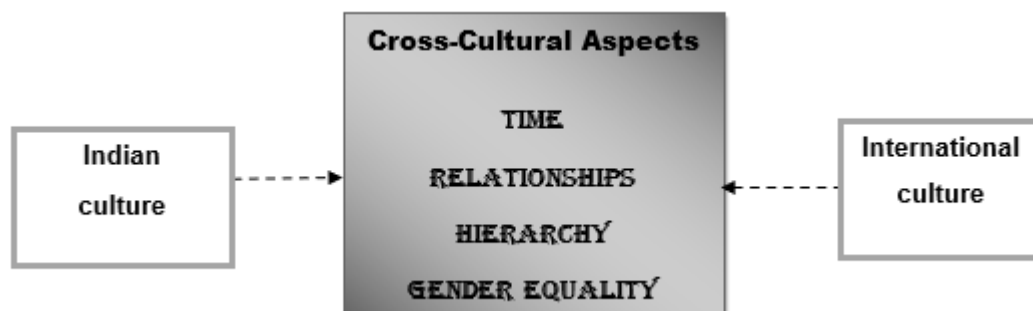 Cross-Cultural Aspects
TIME
RELATIONSHIPS
HIERARCHY
GENDER EQUALITY
Indian
culture
International
culture